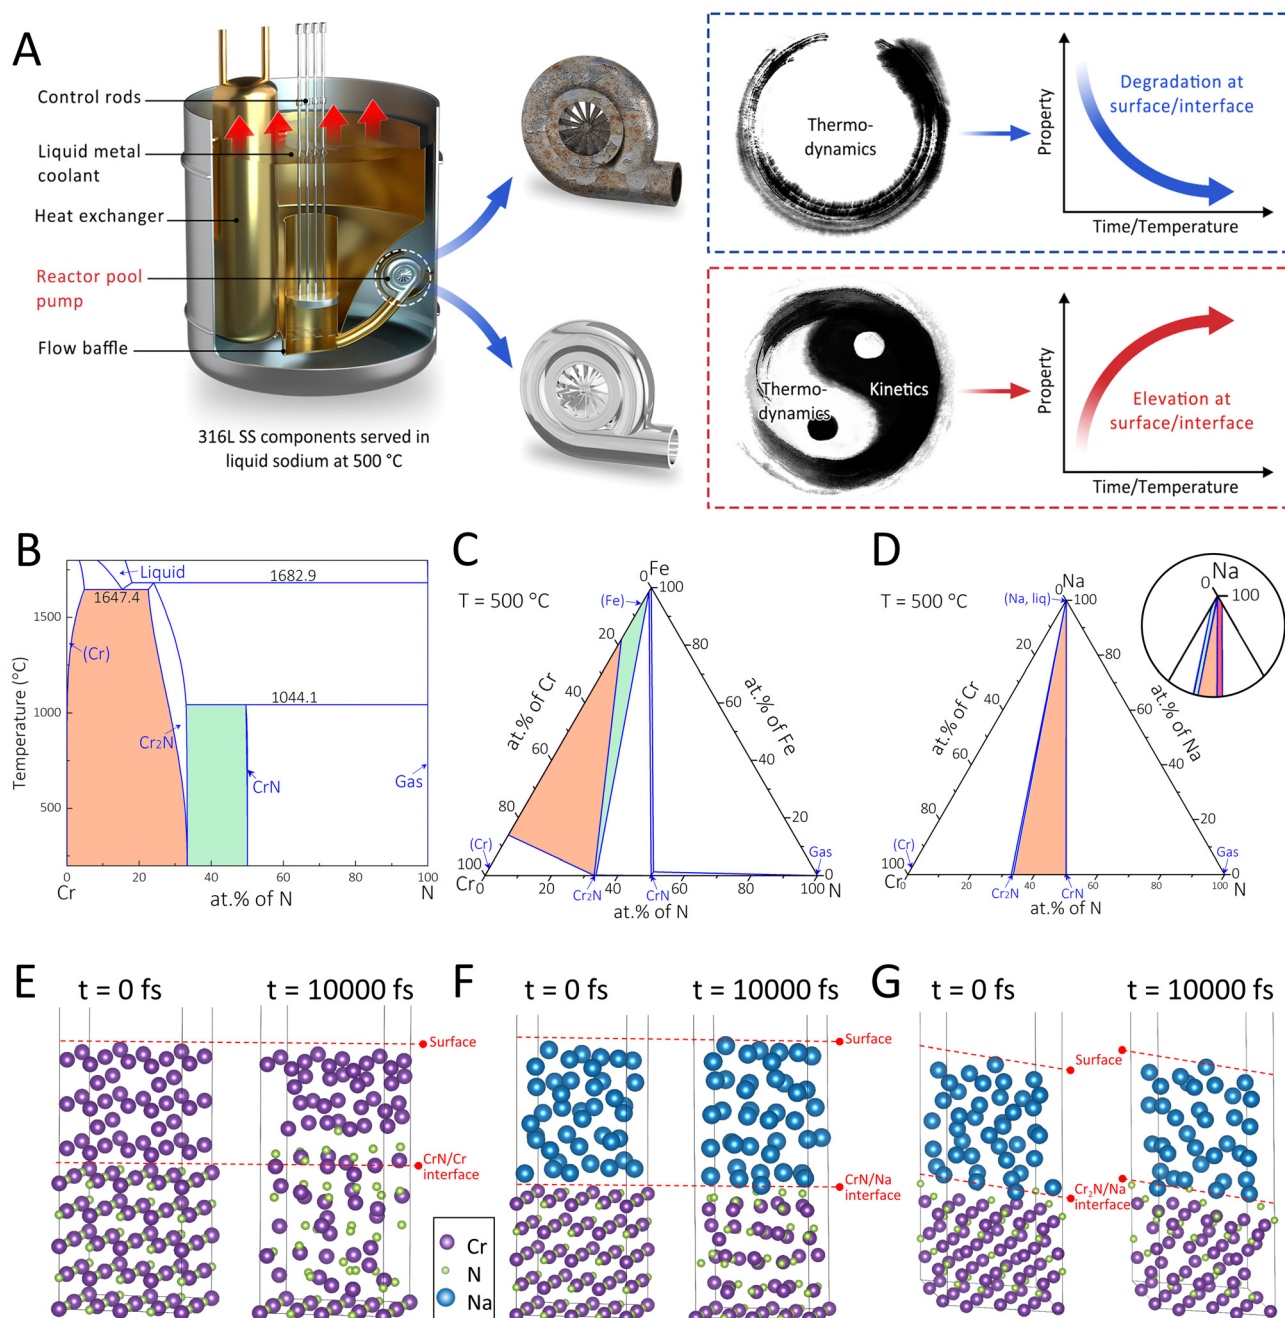 A
Control rods
Liquid metal
coolant
Heat exchanger
Reactor pool
pump
Flow baffle
316L SS components served in
liquid sodium at 500 °C
Thermo-
dynamics
Property
Degradation at
surface/interface
Time/Temperature
Thermo-
dynamics
Kinetics
Property
Elevation at
surface/interface
Time/Temperature
B
Temperature (°C)
1500
1000
500
Liquid
1682.9
1647.4
(Cr)
1044.1
Cr₂N
CrN
Gas
0
20
40
60
80
100
Cr
at.% of N
N
C
T = 500 °C
0
Fe
100
(Fe)
20
40
60
80
100
at.% of Cr
80
60
40
20
0
at.% of Fe
(Cr)
Gas
Cr
0
20
40
60
80
100
N
Cr₂N
CrN
at.% of N
D
T = 500 °C
0
Na
100
(Na, liq)
20
40
60
80
100
at.% of Cr
80
60
40
20
0
at.% of Na
0
Na
100
(Cr)
Gas
Cr
0
20
40
60
80
100
N
Cr₂N
CrN
at.% of N
E
t = 0 fs
t = 10000 fs
Surface
CrN/Cr
interface
F
t = 0 fs
t = 10000 fs
Surface
CrN/Na
interface
Cr
N
Na
G
t = 0 fs
t = 10000 fs
Surface
Cr₂N/Na
interface